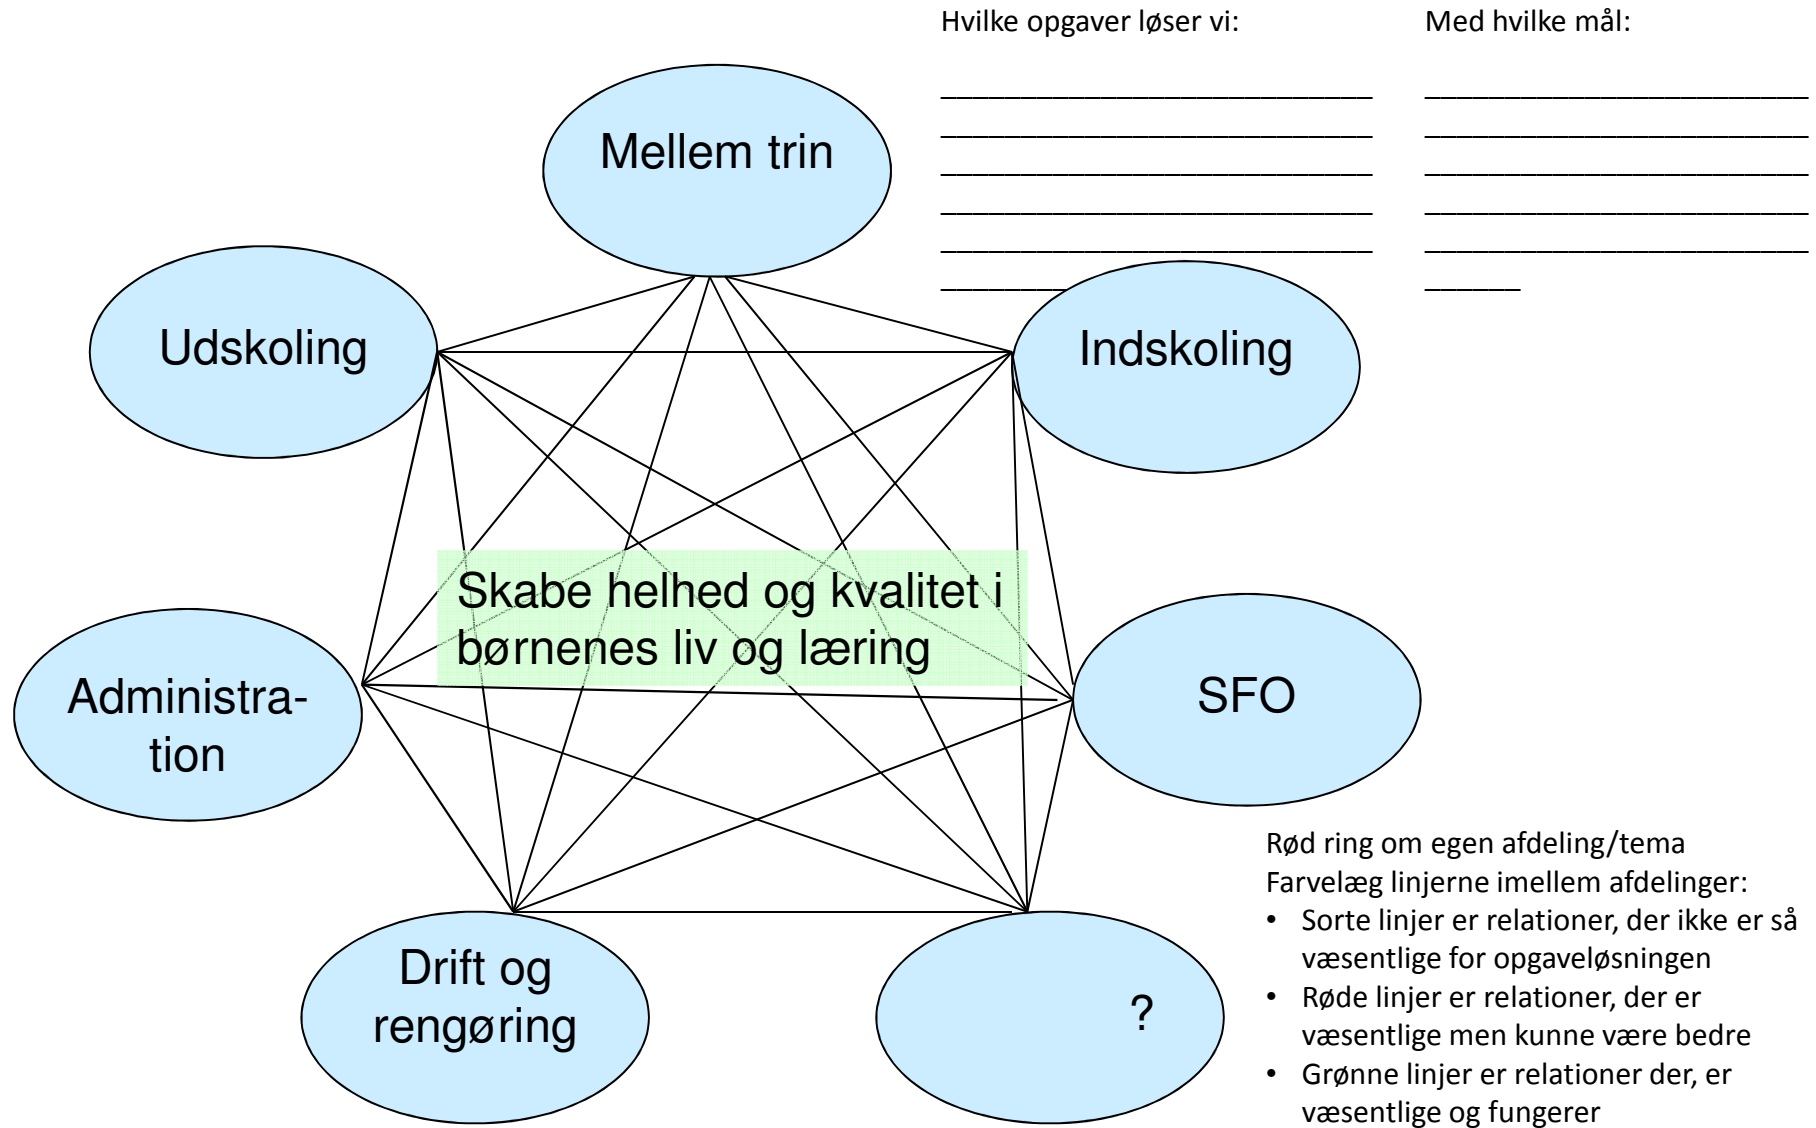 Hvilke opgaver løser vi:
Med hvilke mål:
Mellem trin
Udskoling
Indskoling
Skabe helhed og kvalitet i
børnenes liv og læring
Administra-
tion
SFO
Drift og
rengøring
?
Rød ring om egen afdeling/tema
Farvelæg linjerne imellem afdelinger:
• Sorte linjer er relationer, der ikke er så
væsentlige for opgaveløsningen
• Røde linjer er relationer, der er
væsentlige men kunne være bedre
• Grønne linjer er relationer der, er
væsentlige og fungerer